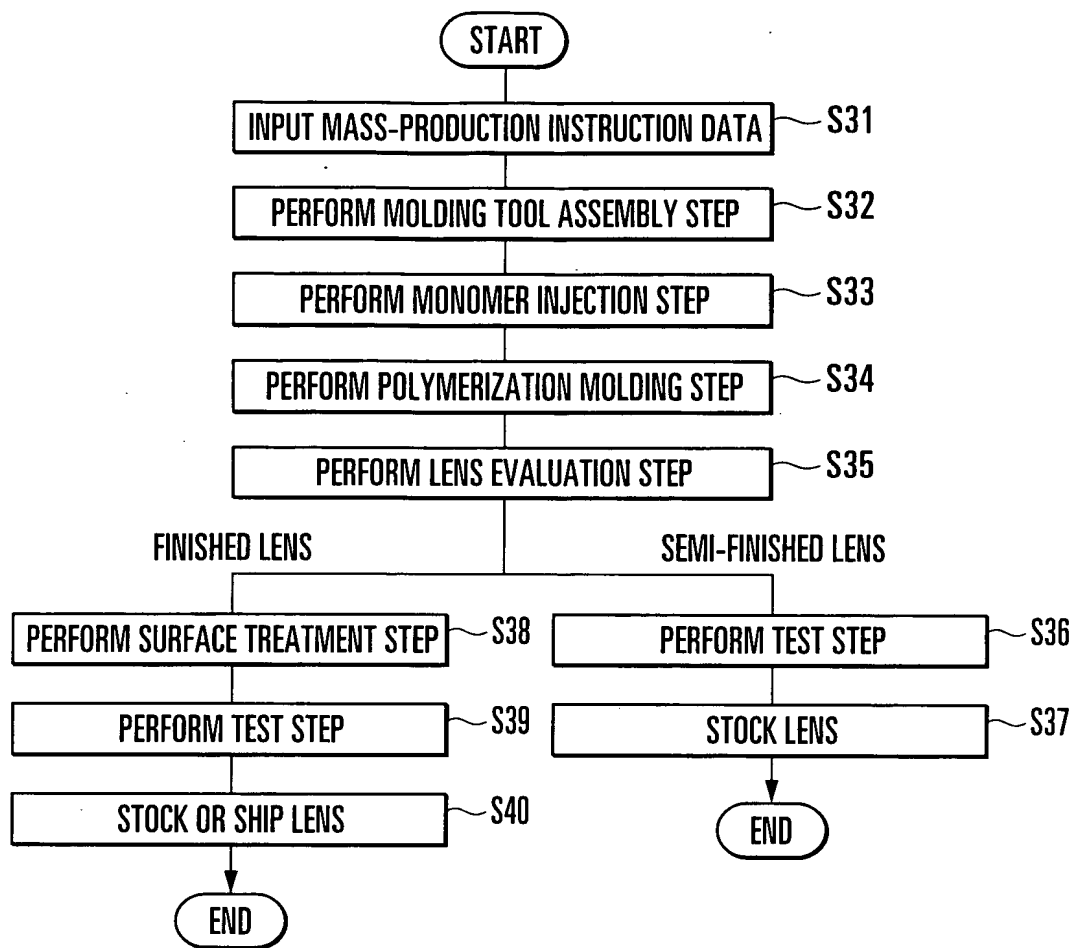 START
INPUT MASS-PRODUCTION INSTRUCTION DATA S31
PERFORM MOLDING TOOL ASSEMBLY STEP S32
PERFORM MONOMER INJECTION STEP S33
PERFORM POLYMERIZATION MOLDING STEP S34
PERFORM LENS EVALUATION STEP S35
FINISHED LENS
SEMI-FINISHED LENS
PERFORM SURFACE TREATMENT STEP S38
PERFORM TEST STEP S36
PERFORM TEST STEP S39
STOCK LENS S37
STOCK OR SHIP LENS S40
END
END